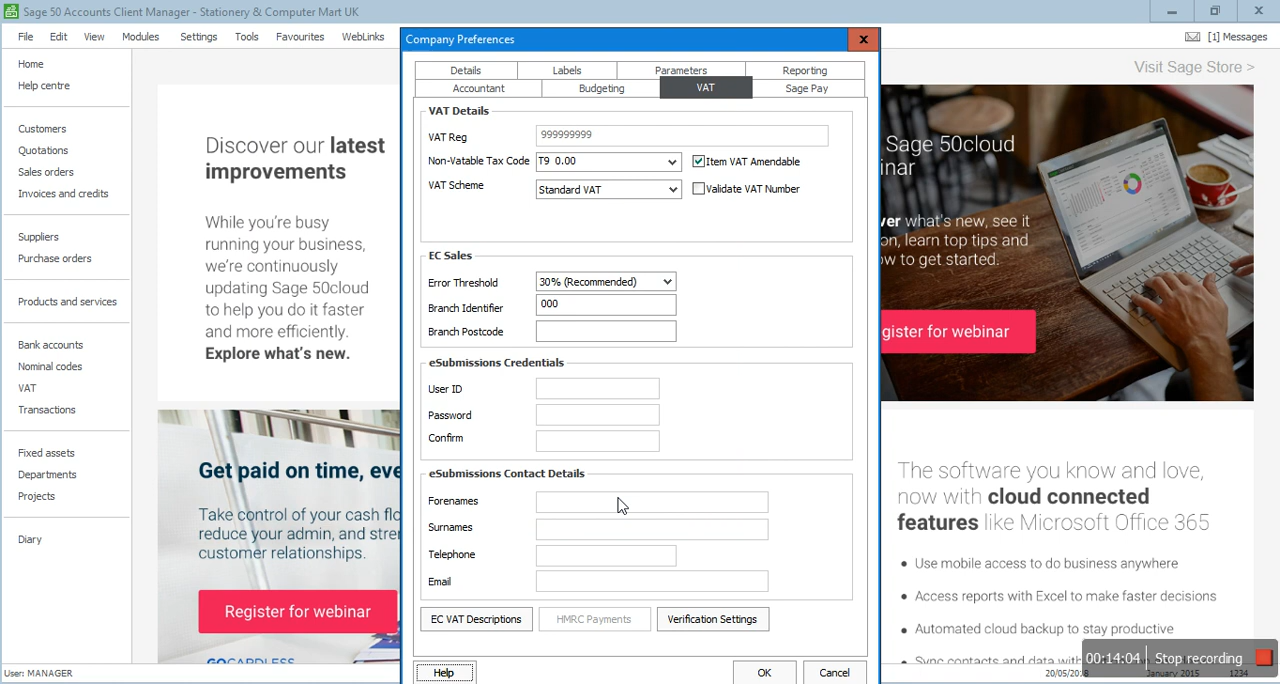 Sage 50 Accounts Client Manager - Stationery & Computer Mart UK
File Edit View Modules Settings Tools Favourites WebLinks
[1] Messages
Home
Help centre
Customers
Quotations
Sales orders
Invoices and credits
Suppliers
Purchase orders
Products and services
Bank accounts
Nominal codes
VAT
Transactions
Fixed assets
Departments
Projects
Diary
Discover our latest
improvements
While you're busy
running your business,
we're continuously
updating Sage 50cloud
to help you do it faster
and more efficiently.
Explore what's new.
Get paid on time, eve
Take control of your cash flo
reduce your admin, and stre
customer relationships.
Register for webinar
GOCARDLESS
Company Preferences
Details Labels Parameters Reporting
Accountant Budgeting VAT Sage Pay
VAT Details
VAT Reg 999999999
Non-Vatable Tax Code T9 0.00 Item VAT Amendable
VAT Scheme Standard VAT Validate VAT Number
EC Sales
Error Threshold 30% (Recommended)
Branch Identifier 000
Branch Postcode
eSubmissions Credentials
User ID
Password
Confirm
eSubmissions Contact Details
Forenames
Surnames
Telephone
Email
EC VAT Descriptions HMRC Payments Verification Settings
Help OK Cancel
Visit Sage Store >
Sage 50cloud
inar
ver what's new, see it
on, learn top tips and
ow to get started.
gister for webinar
The software you know and love,
now with cloud connected
features like Microsoft Office 365
• Use mobile access to do business anywhere
• Access reports with Excel to make faster decisions
• Automated cloud backup to stay productive
• Sync contacts and data with
00:14:04 Stop recording
User: MANAGER
January 2015 1234